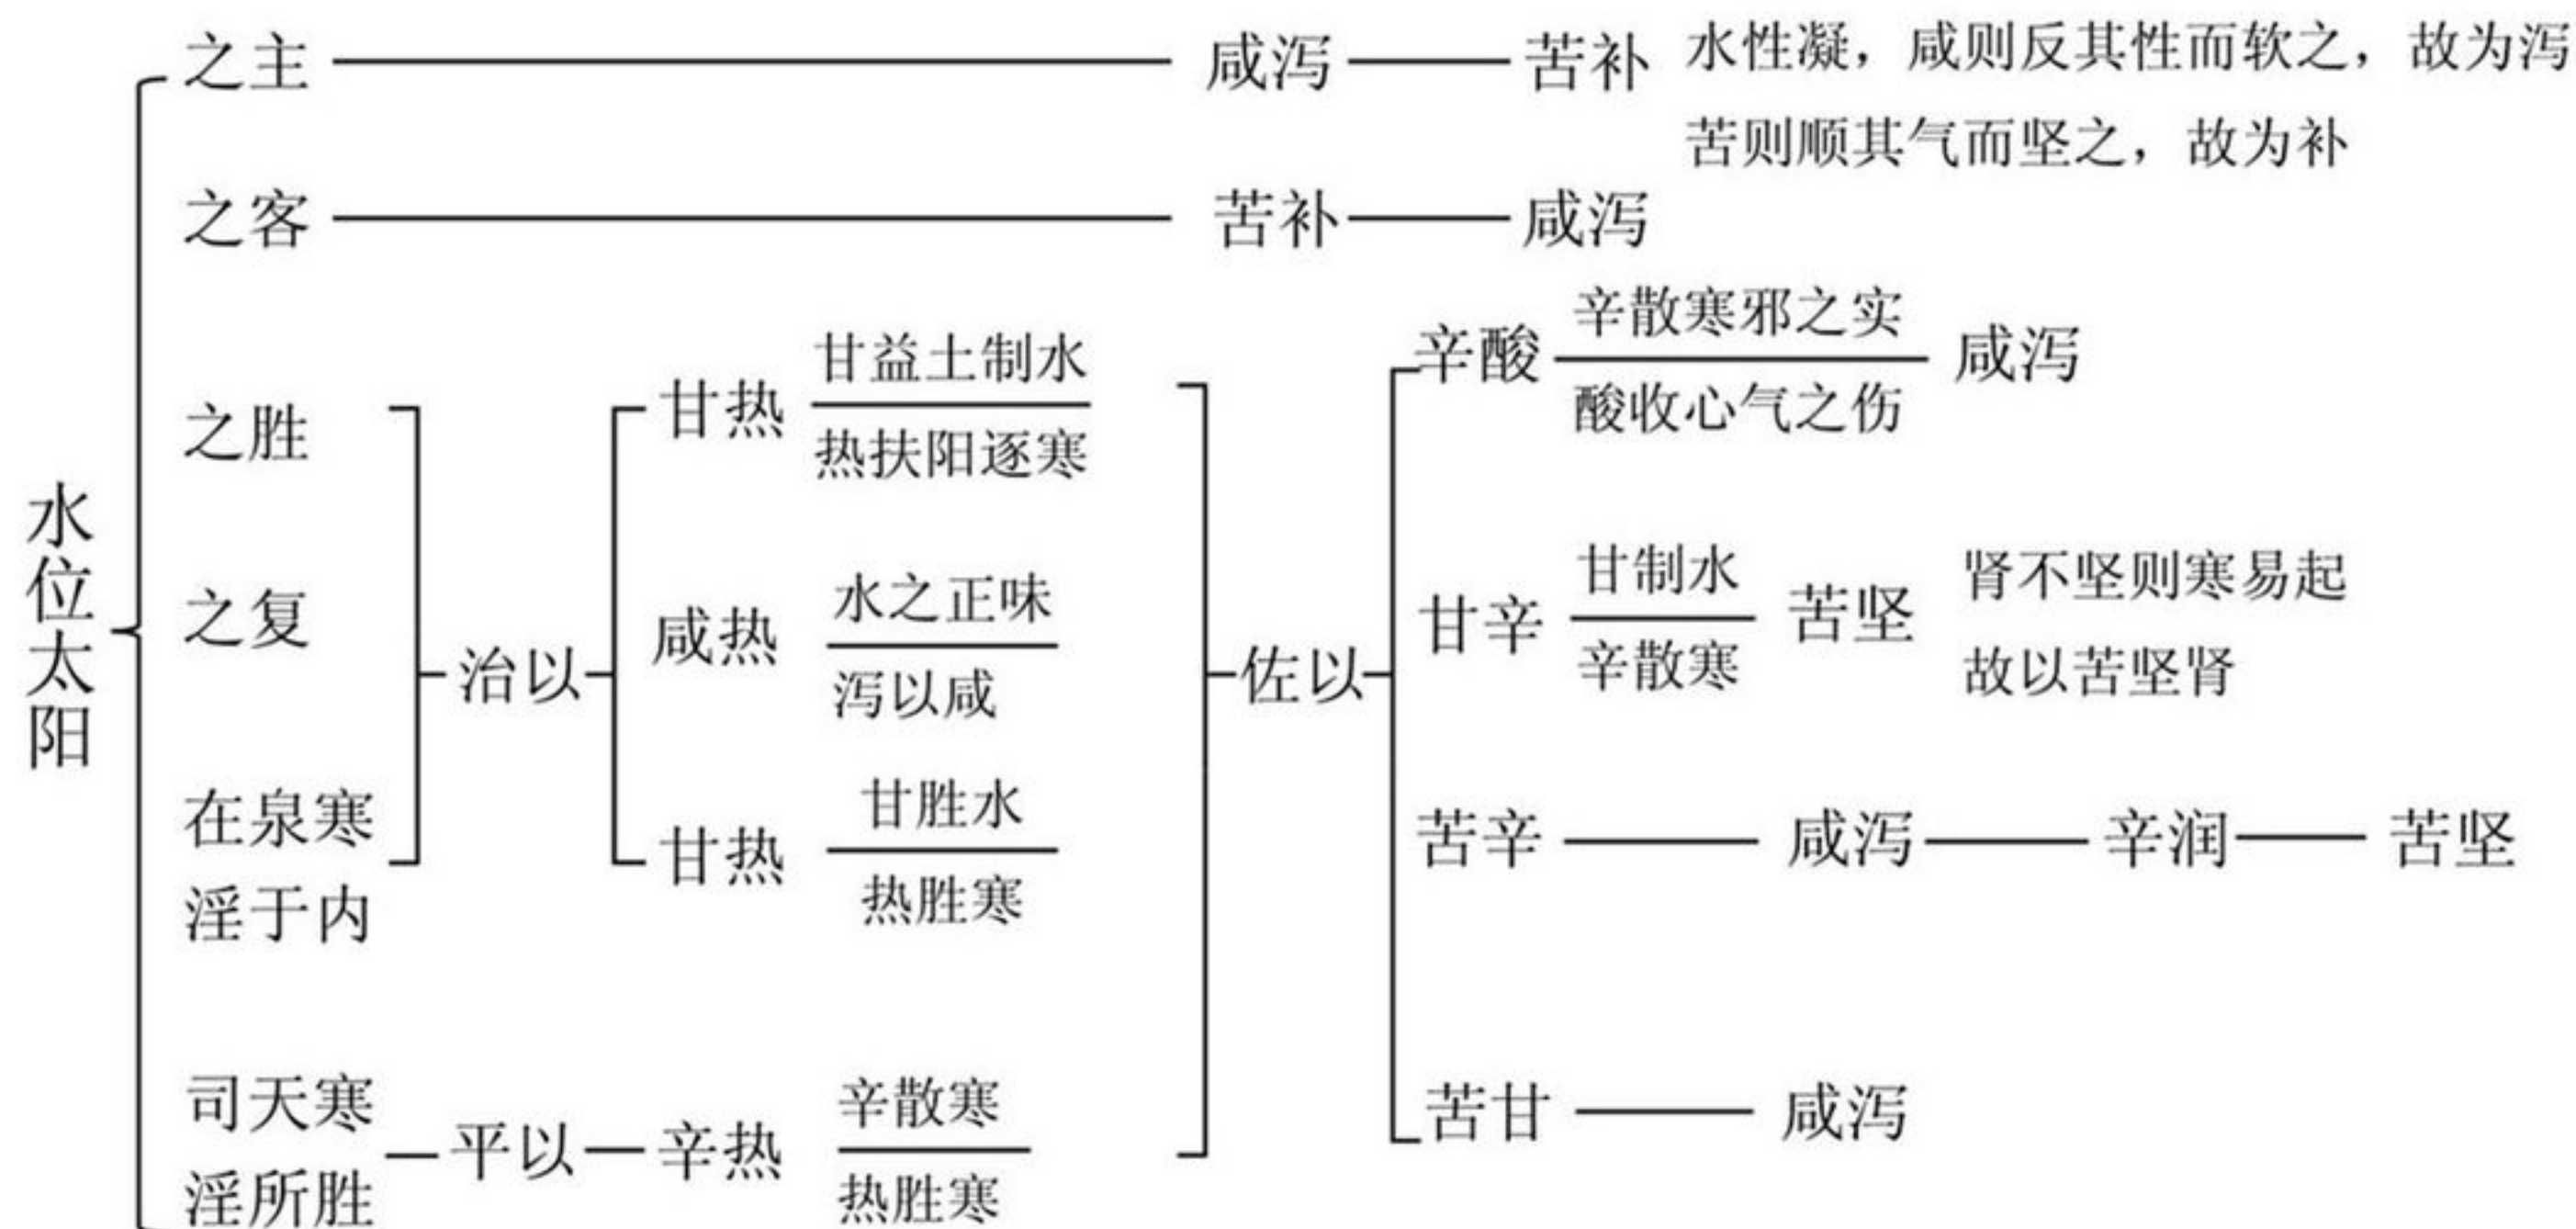 水位太阳
之主 咸泻 苦补 水性凝，咸则反其性而软之，故为泻
苦则顺其气而坚之，故为补
之客 苦补 咸泻
之胜
之复
在泉寒
淫于内
治以
甘热 甘益土制水
热扶阳逐寒
咸热 水之正味
泻以咸
甘热 甘胜水
热胜寒
司天寒
淫所胜
平以 辛热 辛散寒
热胜寒
佐以
辛酸 辛散寒邪之实 咸泻
酸收心气之伤
甘辛 甘制水 苦坚 肾不坚则寒易起
辛散寒 故以苦坚肾
苦辛 咸泻 辛润 苦坚
苦甘 咸泻